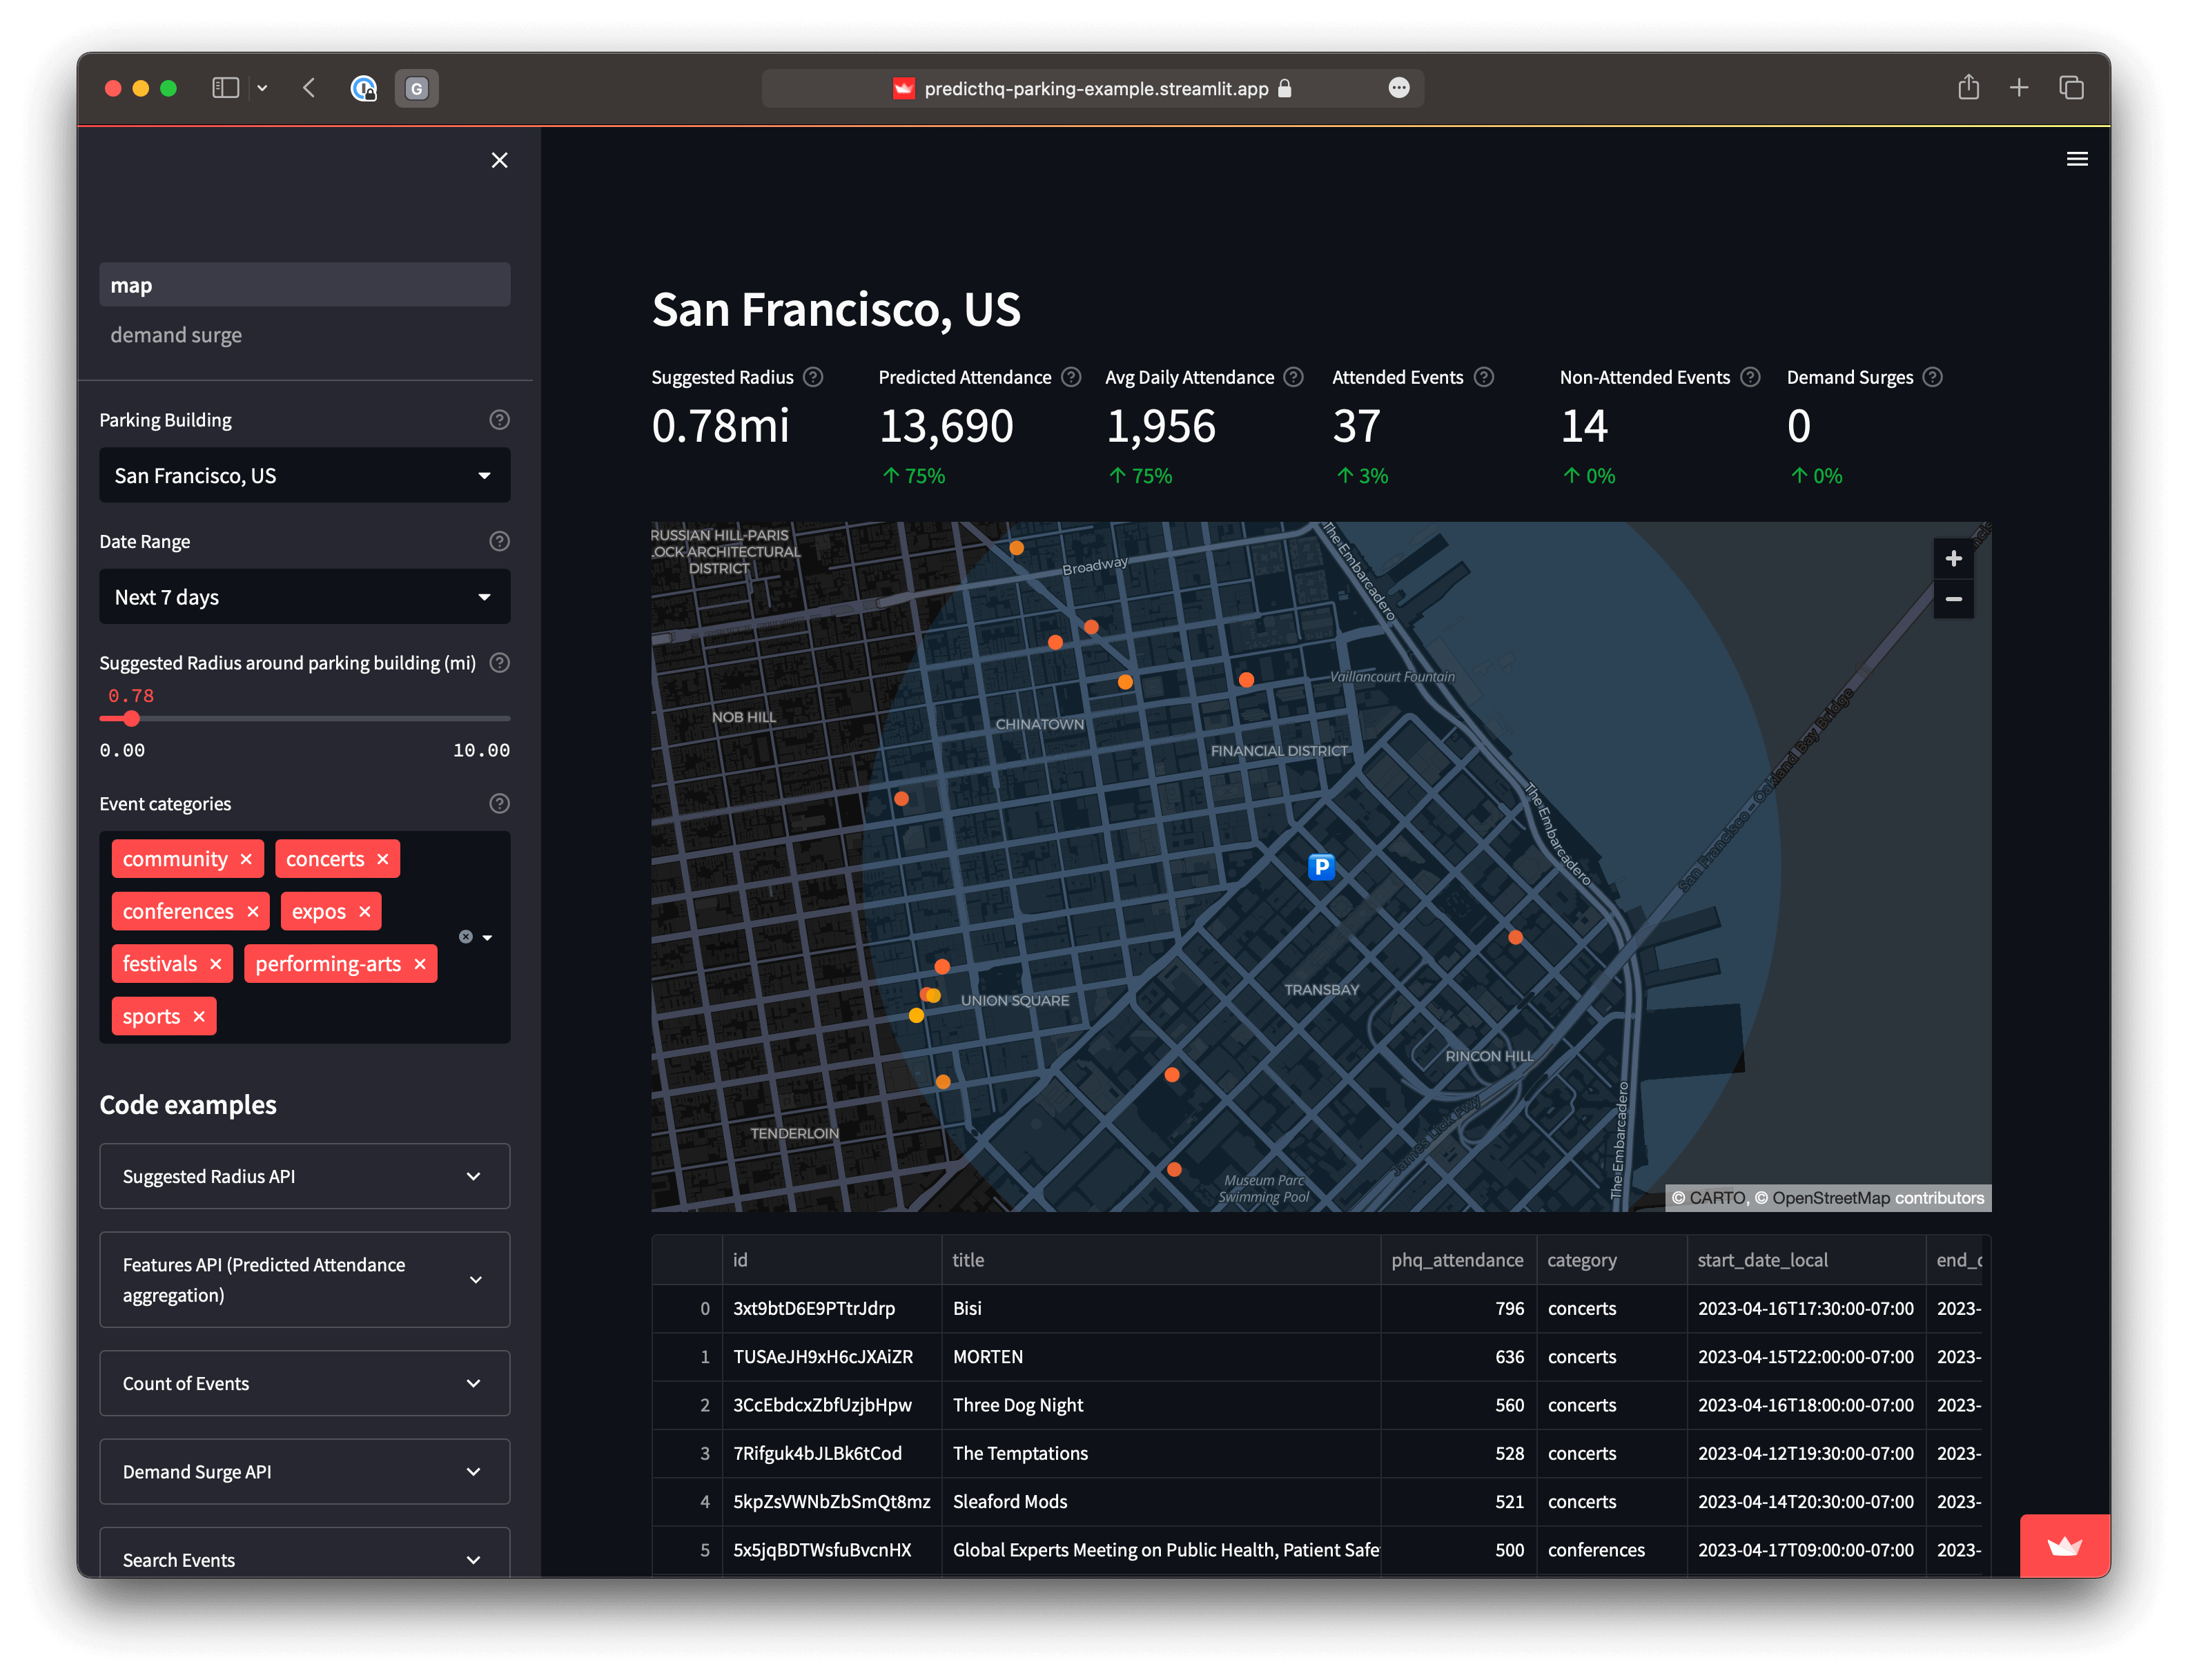 G
predicthq-parking-example.streamlit.app
map
demand surge
Parking Building
San Francisco, US
Date Range
Next 7 days
Suggested Radius around parking building (mi)
0.78
0.00 10.00
Event categories
community × concerts ×
conferences × expos ×
festivals × performing-arts ×
sports ×
Code examples
Suggested Radius API
Features API (Predicted Attendance
aggregation)
Count of Events
Demand Surge API
Search Events
San Francisco, US
Suggested Radius Predicted Attendance Avg Daily Attendance Attended Events Non-Attended Events Demand Surges
0.78mi 13,690 1,956 37 14 0
↑ 75% ↑ 75% ↑ 3% ↑ 0% ↑ 0%
RUSSIAN HILL-PARIS
LOCK ARCHITECTURAL
DISTRICT
Broadway
The Embarcadero
Vaillancourt Fountain
NOB HILL
CHINATOWN
FINANCIAL DISTRICT
The Embarcadero
San Francisco - Oakland Bay Bridge
P
UNION SQUARE
TRANSBAY
RINCON HILL
TENDERLOIN
James Lick Fwy
The Embarcadero
Museum Parc
Swimming Pool
© CARTO, © OpenStreetMap contributors
id title phq_attendance category start_date_local end_d
0 3xt9btD6E9PTtrJdrp Bisi 796 concerts 2023-04-16T17:30:00-07:00 2023-
1 TUSAeJH9xH6cJXAiZR MORTEN 636 concerts 2023-04-15T22:00:00-07:00 2023-
2 3CcEbdcxZbfUzjbHpw Three Dog Night 560 concerts 2023-04-16T18:00:00-07:00 2023-
3 7Rifguk4bJLBk6tCod The Temptations 528 concerts 2023-04-12T19:30:00-07:00 2023-
4 5kpZsVWNbZbSmQt8mz Sleaford Mods 521 concerts 2023-04-14T20:30:00-07:00 2023-
5 5x5jqBDTWsfuBvcnHX Global Experts Meeting on Public Health, Patient Safe 500 conferences 2023-04-17T09:00:00-07:00 2023-